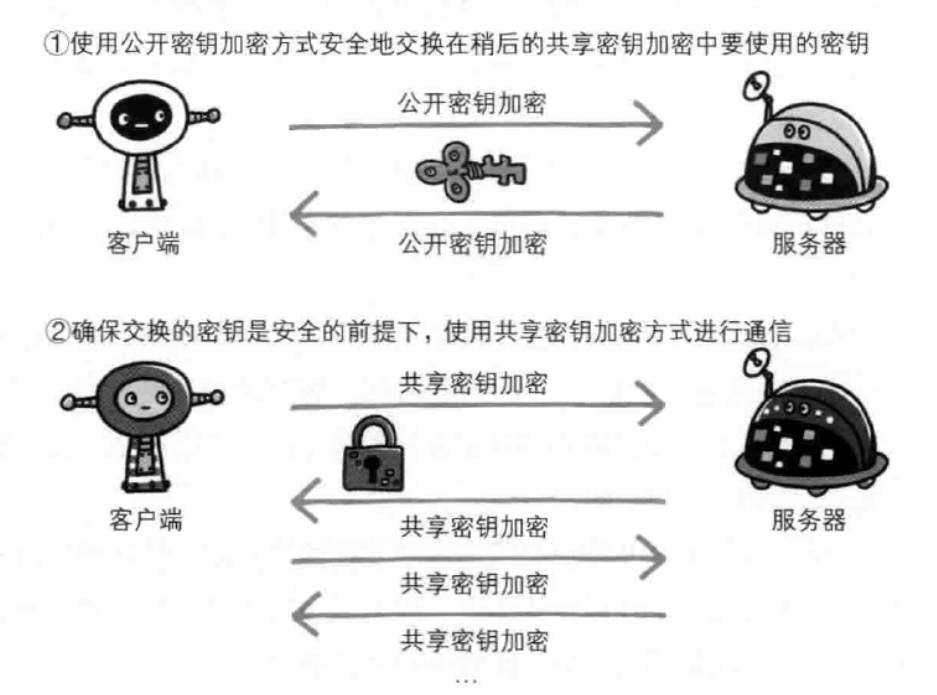 ①使用公开密钥加密方式安全地交换在稍后的共享密钥加密中要使用的密钥
公开密钥加密
公开密钥加密
客户端
服务器
②确保交换的密钥是安全的前提下，使用共享密钥加密方式进行通信
共享密钥加密
客户端
服务器
共享密钥加密
共享密钥加密
共享密钥加密
…